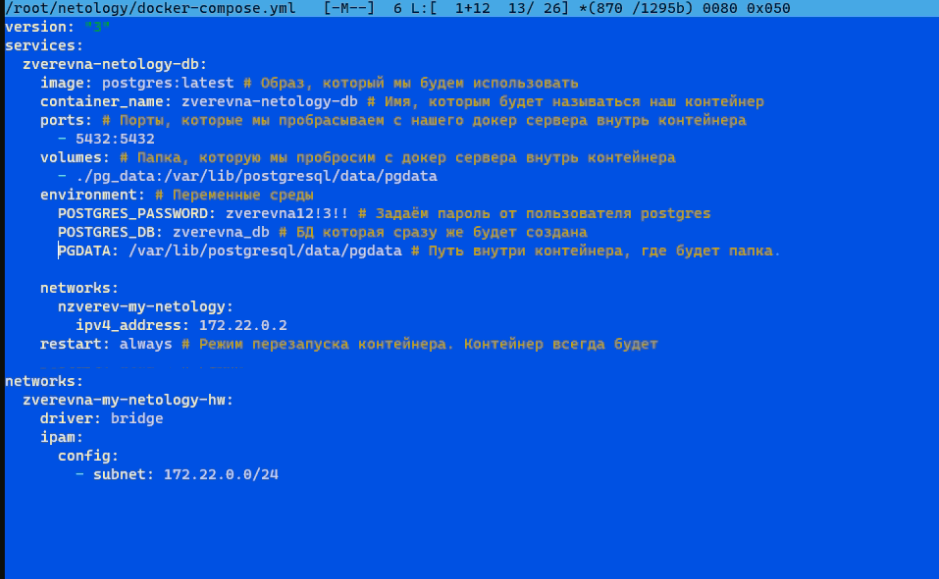 /root/netology/docker-compose.yml [-M--] 6 L:[ 1+12 13/ 26] *(870 /1295b) 0080 0x050
version: "3"
services:
zverevna-netology-db:
image: postgres:latest # Образ, который мы будем использовать
container_name: zverevna-netology-db # Имя, которым будет называться наш контейнер
ports: # Порты, которые мы пробрасываем с нашего докер сервера внутрь контейнера
- 5432:5432
volumes: # Папка, которую мы пробросим с докер сервера внутрь контейнера
- ./pg_data:/var/lib/postgresql/data/pgdata
environment: # Переменные среды
POSTGRES_PASSWORD: zverevna12!3!! # Задаём пароль от пользователя postgres
POSTGRES_DB: zverevna_db # БД которая сразу же будет создана
PGDATA: /var/lib/postgresql/data/pgdata # Путь внутри контейнера, где будет папка.
networks:
nzverev-my-netology:
ipv4_address: 172.22.0.2
restart: always # Режим перезапуска контейнера. Контейнер всегда будет
networks:
zverevna-my-netology-hw:
driver: bridge
ipam:
config:
- subnet: 172.22.0.0/24